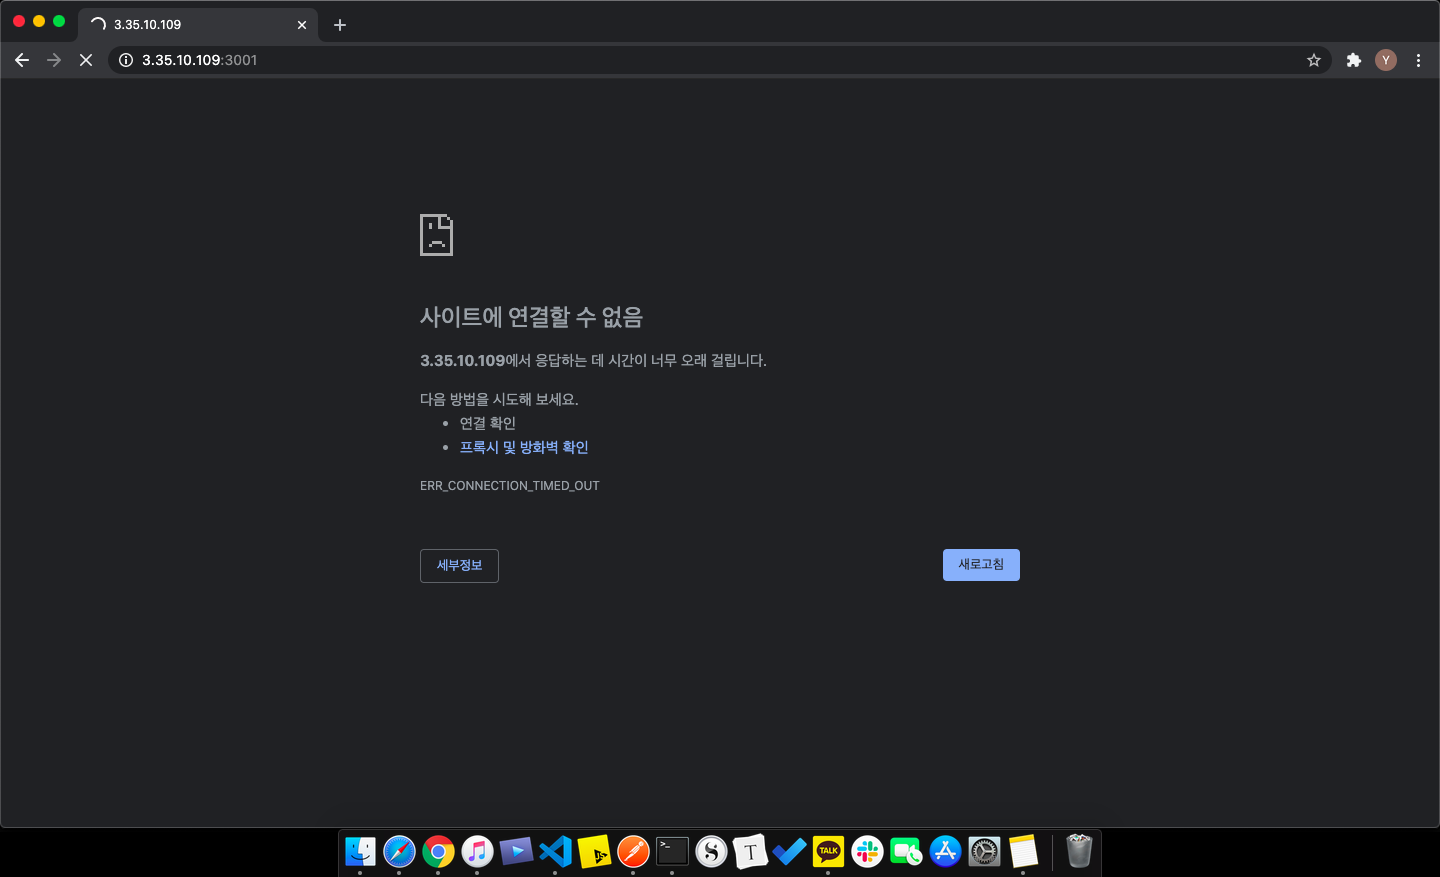 3.35.10.109
3.35.10.109:3001
Y
사이트에 연결할 수 없음
3.35.10.109에서 응답하는 데 시간이 너무 오래 걸립니다.
다음 방법을 시도해 보세요.
연결 확인
프록시 및 방화벽 확인
ERR_CONNECTION_TIMED_OUT
세부정보
새로고침
>_
S
T
TALK